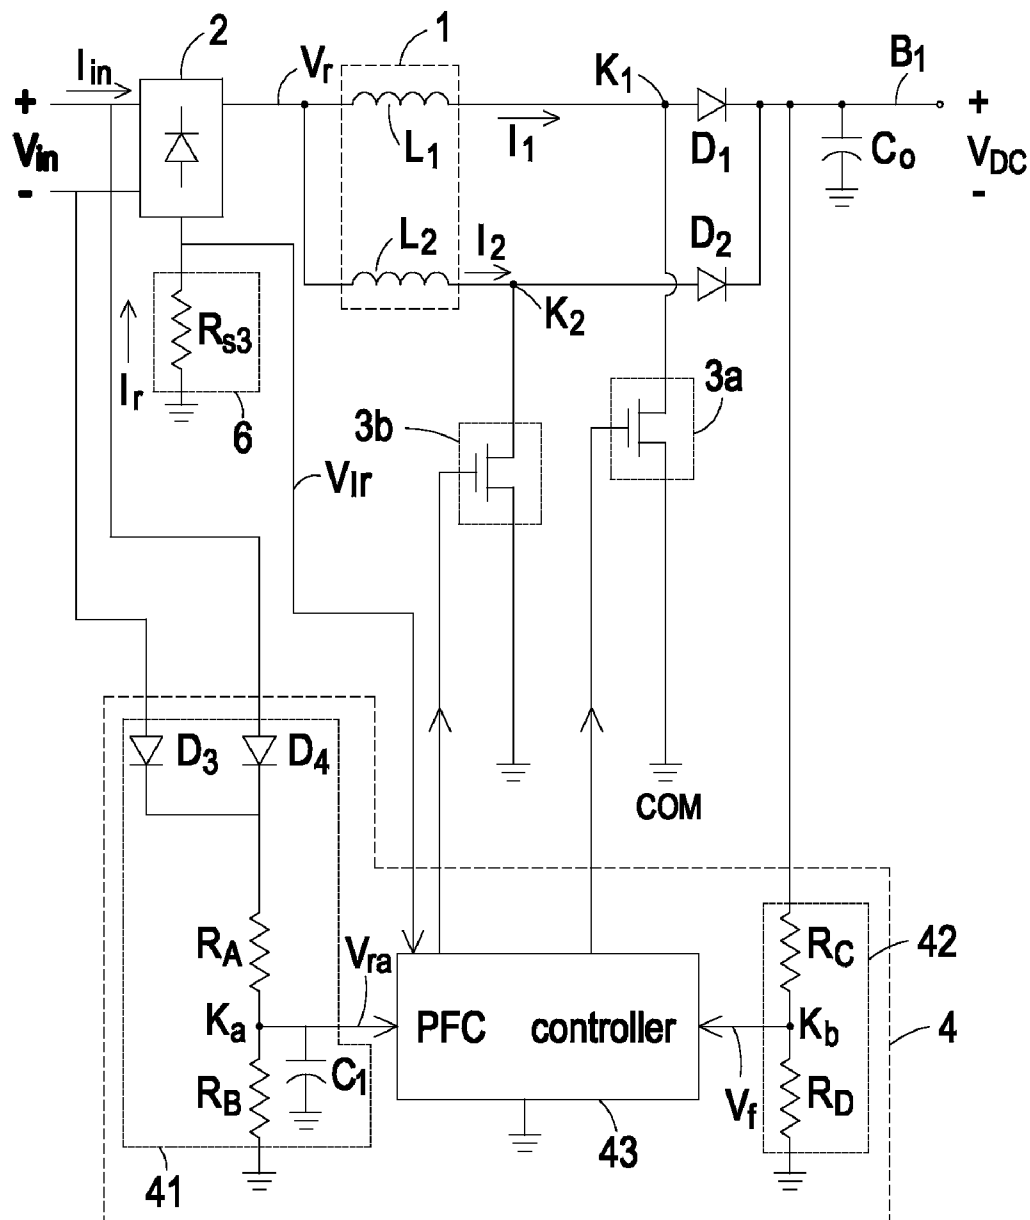 2
1
Iin
Vr
K1
B1
+
Vin
-
L1
I1
D1
Co
+
VDC
-
L2
I2
D2
K2
Rs3
Ir
6
3b
3a
VIr
D3
D4
COM
RA
Vra
RC
42
Ka
PFC controller
Kb
4
RB
C1
Vf
RD
41
43